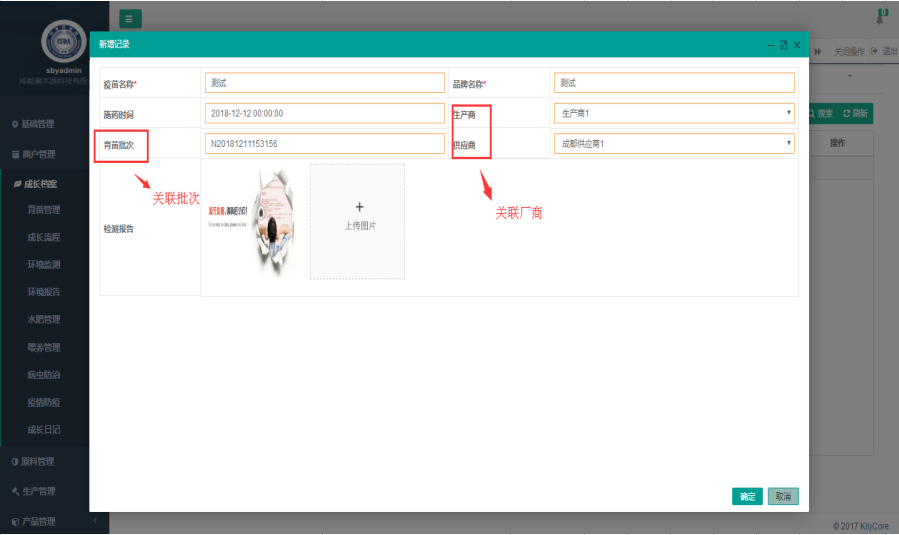 新增记录
sbyadmin
关闭操作 退出
疫苗名称* 测试 品牌名称* 测试
施药时间 2018-12-12 00:00:00 生产商 生产商1
搜索 刷新
育苗批次 N20181211153156 供应商 成都供应商1
操作
关联批次
关联厂商
检测报告
+
上传图片
基础管理
商户管理
成长档案
育苗管理
成长流程
环境监测
环境报告
水肥管理
喂养管理
病虫防治
疫情防疫
成长日记
原料管理
生产管理
产品管理
确定 取消
© 2017 KilyCore